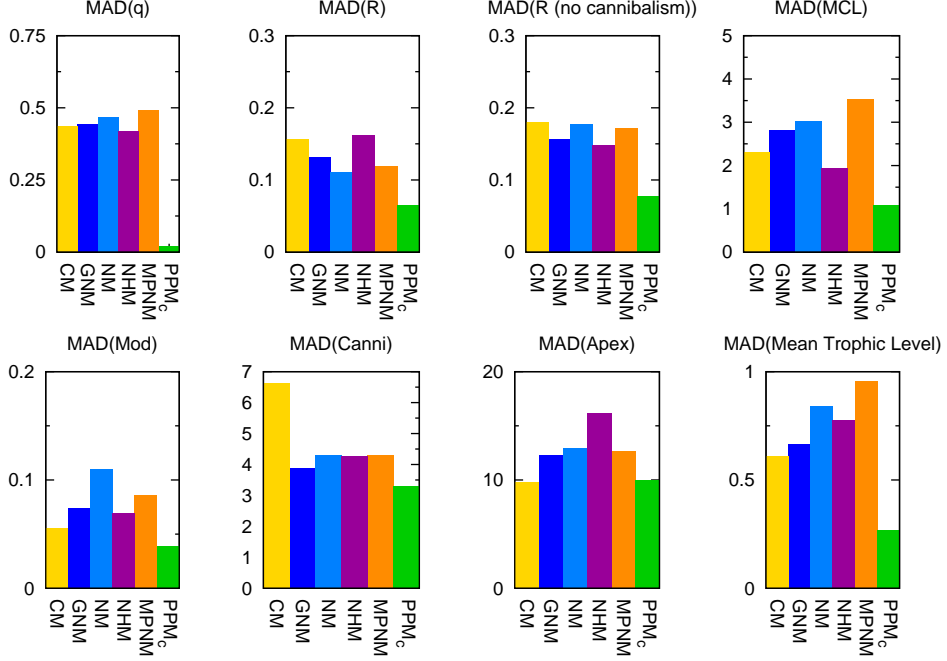 MAD(q)
0.75
0.5
0.25
0
CM
GNM
NM
NHM
MPNM
PPMc
MAD(R)
0.3
0.2
0.1
0
CM
GNM
NM
NHM
MPNM
PPMc
MAD(R (no cannibalism))
0.3
0.2
0.1
0
CM
GNM
NM
NHM
MPNM
PPMc
MAD(MCL)
5
4
3
2
1
0
CM
GNM
NM
NHM
MPNM
PPMc
MAD(Mod)
0.2
0.1
0
CM
GNM
NM
NHM
MPNM
PPMc
MAD(Canni)
7
6
5
4
3
2
1
0
CM
GNM
NM
NHM
MPNM
PPMc
MAD(Apex)
20
10
0
CM
GNM
NM
NHM
MPNM
PPMc
MAD(Mean Trophic Level)
1
0.5
0
CM
GNM
NM
NHM
MPNM
PPMc